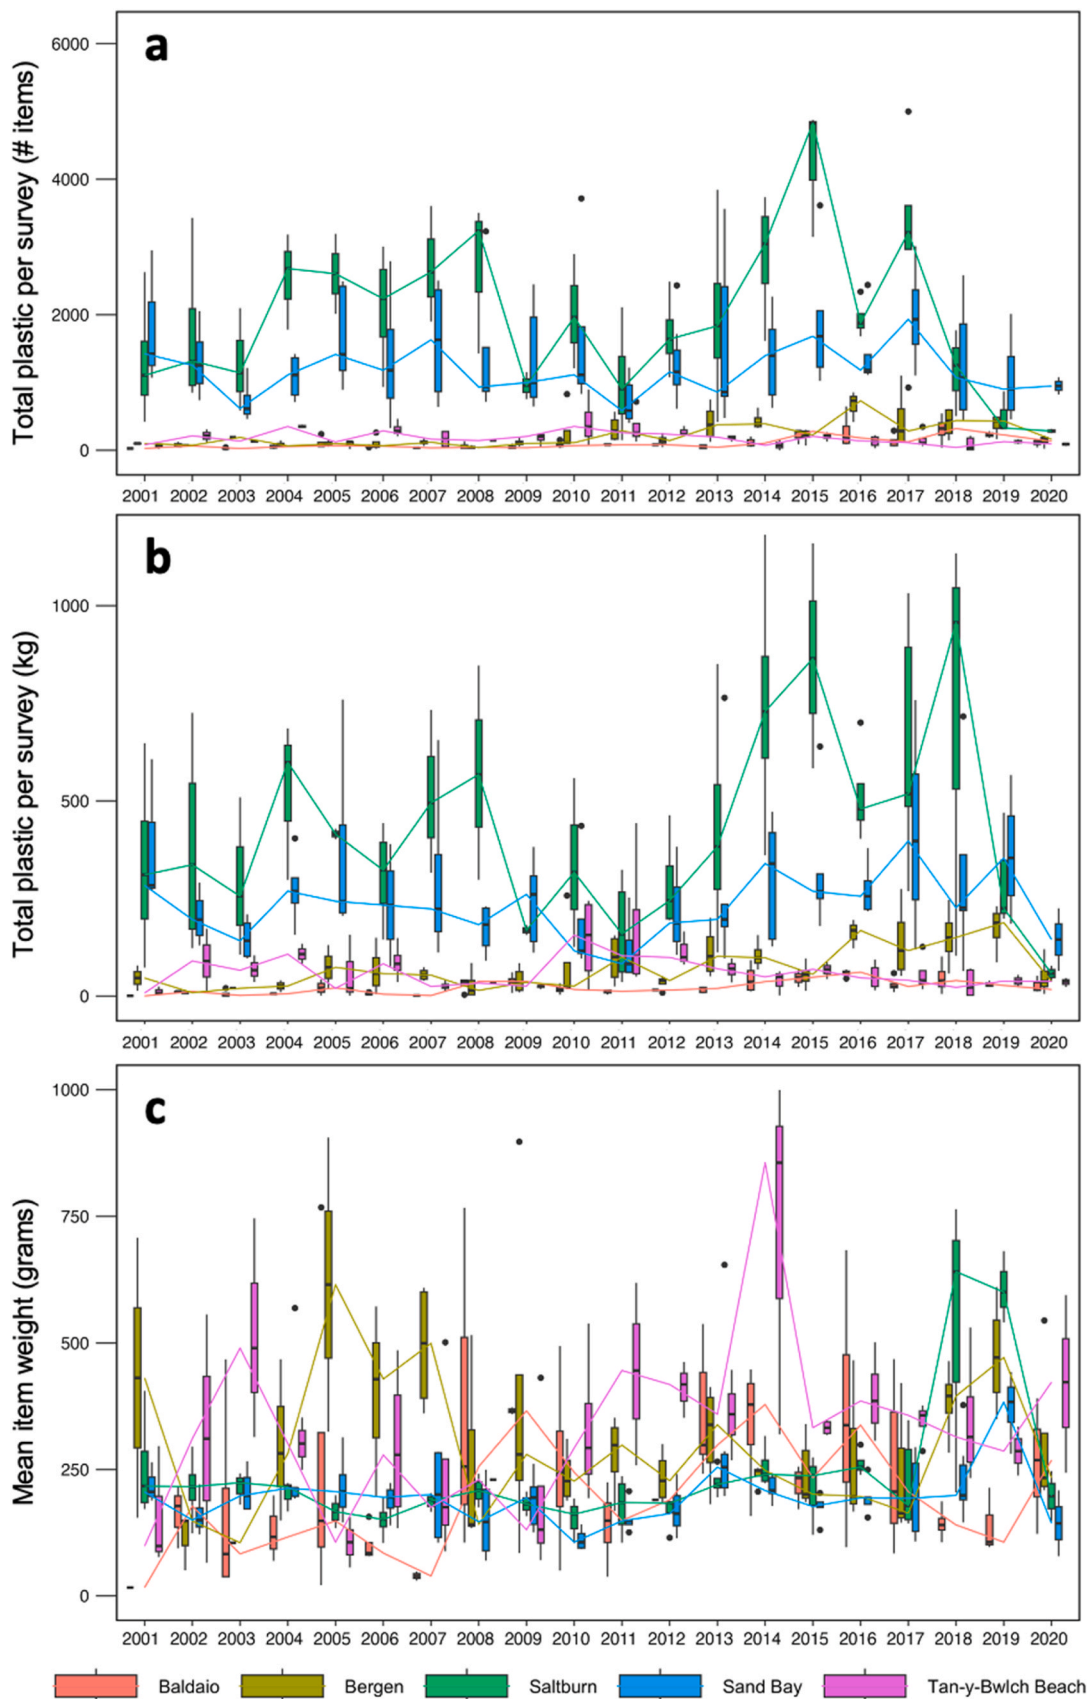 a
Total plastic per survey (# items)
6000
4000
2000
0
2001 2002 2003 2004 2005 2006 2007 2008 2009 2010 2011 2012 2013 2014 2015 2016 2017 2018 2019 2020
b
Total plastic per survey (kg)
1000
500
0
2001 2002 2003 2004 2005 2006 2007 2008 2009 2010 2011 2012 2013 2014 2015 2016 2017 2018 2019 2020
c
Mean item weight (grams)
1000
750
500
250
0
2001 2002 2003 2004 2005 2006 2007 2008 2009 2010 2011 2012 2013 2014 2015 2016 2017 2018 2019 2020
Baldaio Bergen Saltburn Sand Bay Tan-y-Bwlch Beach